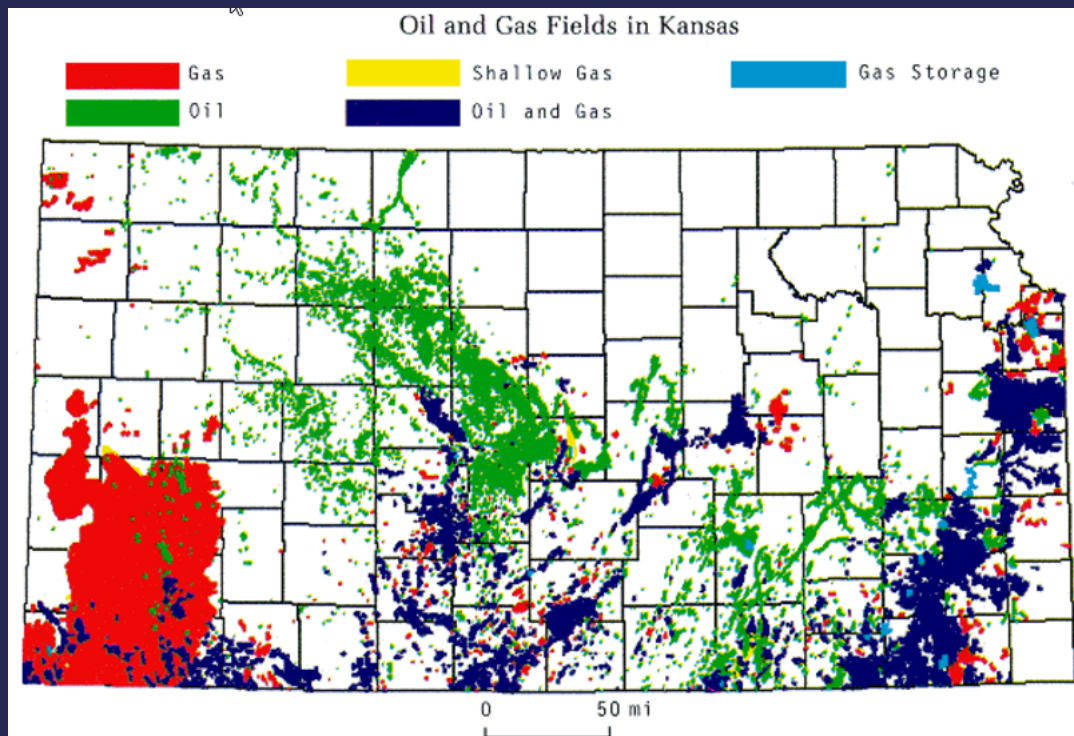 Oil and Gas Fields in Kansas
Gas
Shallow Gas
Gas Storage
Oil
Oil and Gas
0 50 mi